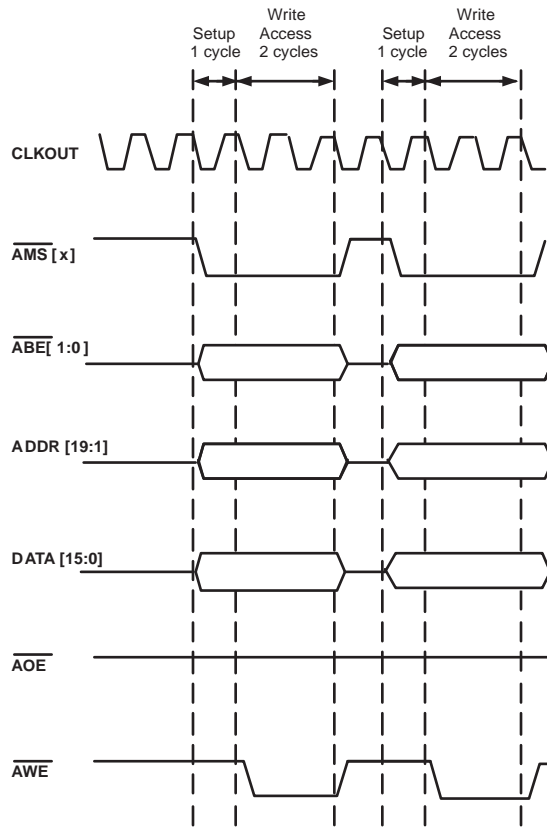 Setup
1 cycle
Write
Access
2 cycles
Setup
1 cycle
Write
Access
2 cycles
CLKOUT
AMS [x]
ABE[ 1:0 ]
ADDR [19:1]
DATA [15:0]
AOE
AWE